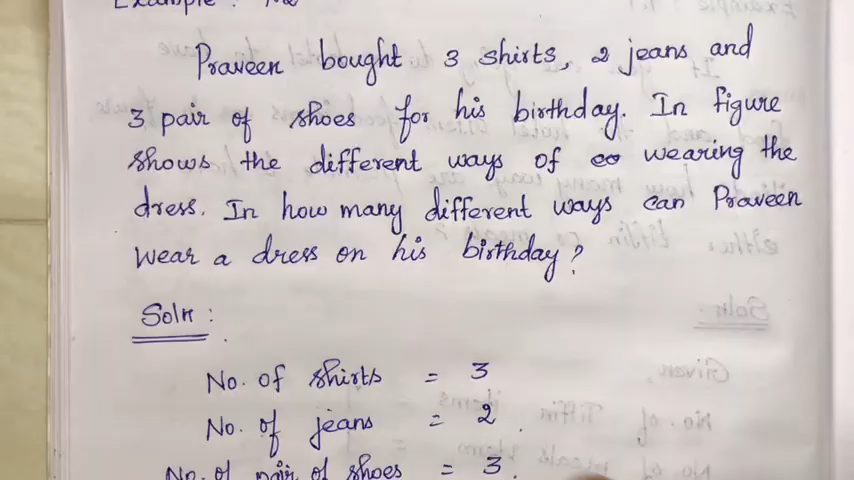 Praveen bought 3 shirts, 2 jeans and
3 pair of shoes for his birthday. In figure
shows the different ways of wearing the
dress. In how many different ways can Praveen
wear a dress on his birthday?
Soln :
No. of shirts = 3
No. of jeans = 2.
No. of pair of shoes = 3.